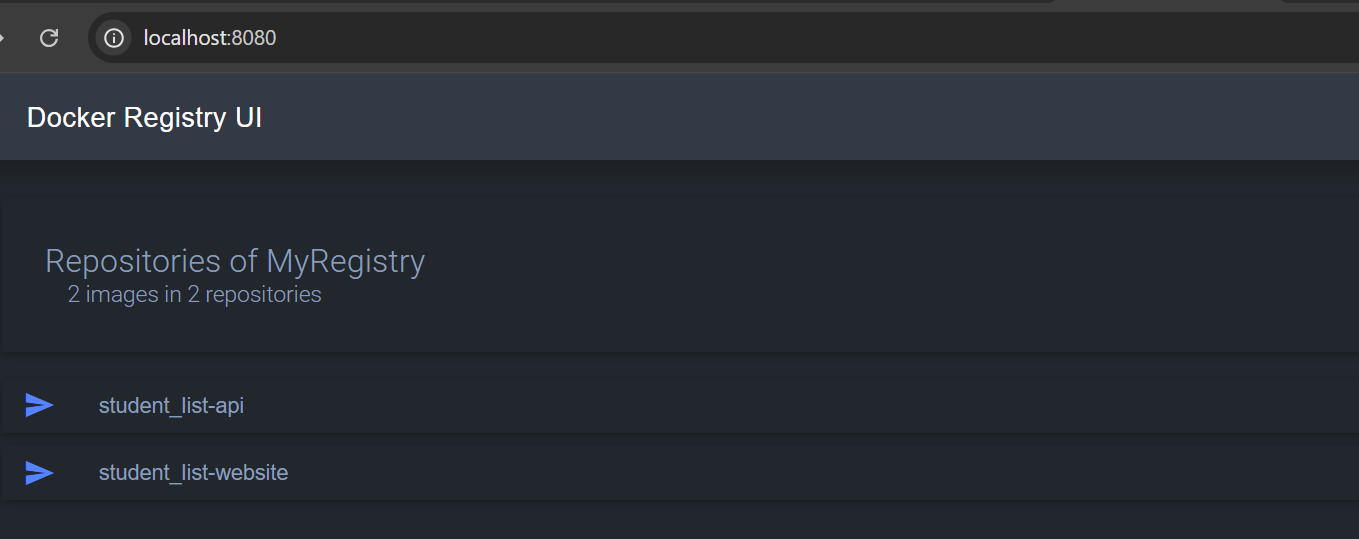 localhost:8080
Docker Registry UI
Repositories of MyRegistry
2 images in 2 repositories
student_list-api
student_list-website